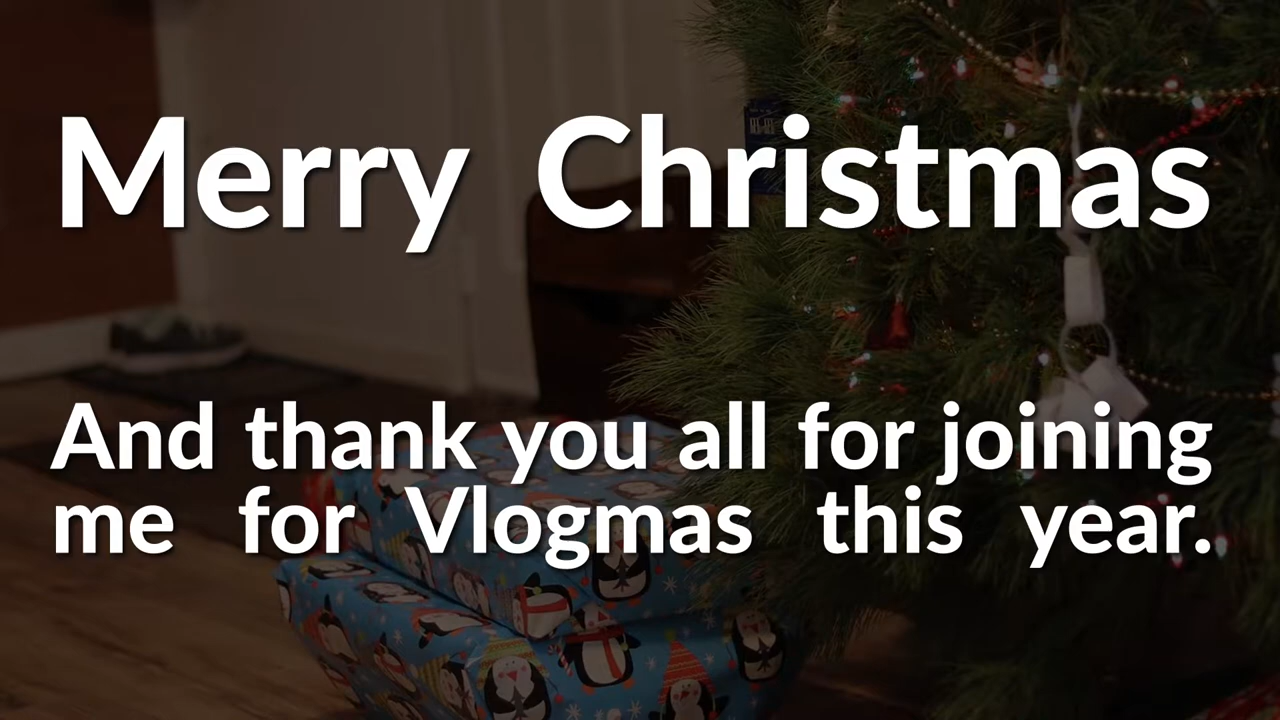 Merry Christmas
And thank you all for joining
me for Vlogmas this year.